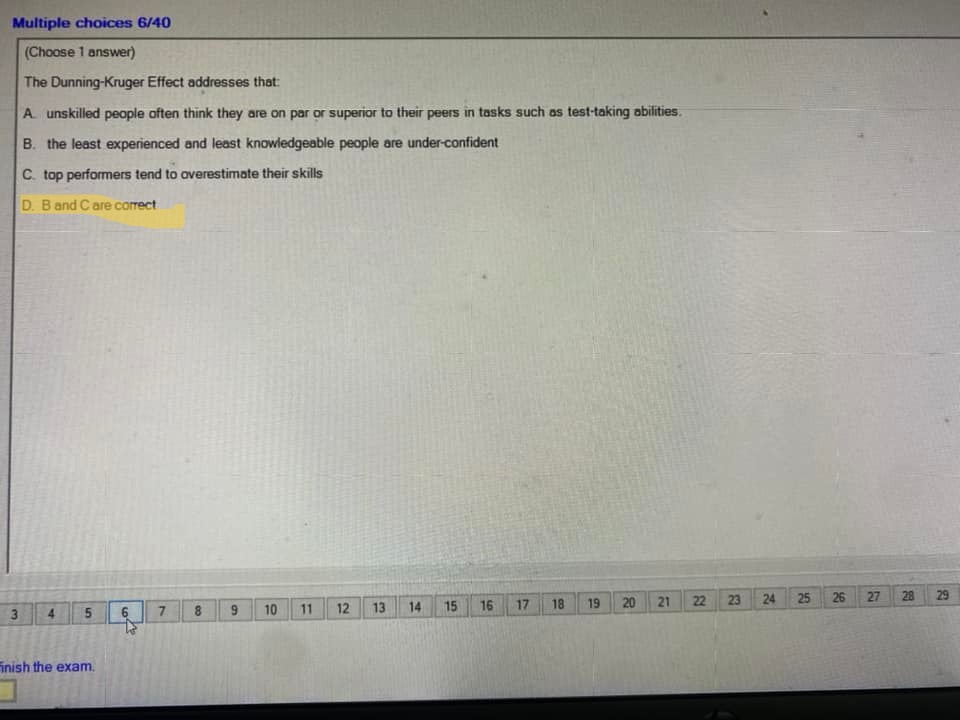 Multiple choices 6/40
(Choose 1 answer)
The Dunning-Kruger Effect addresses that:
A. unskilled people often think they are on par or superior to their peers in tasks such as test-taking abilities.
B. the least experienced and least knowledgeable people are under-confident
C. top performers tend to overestimate their skills
D. B and C are correct
3 4 5 6 7 8 9 10 11 12 13 14 15 16 17 18 19 20 21 22 23 24 25 26 27 28 29
finish the exam.